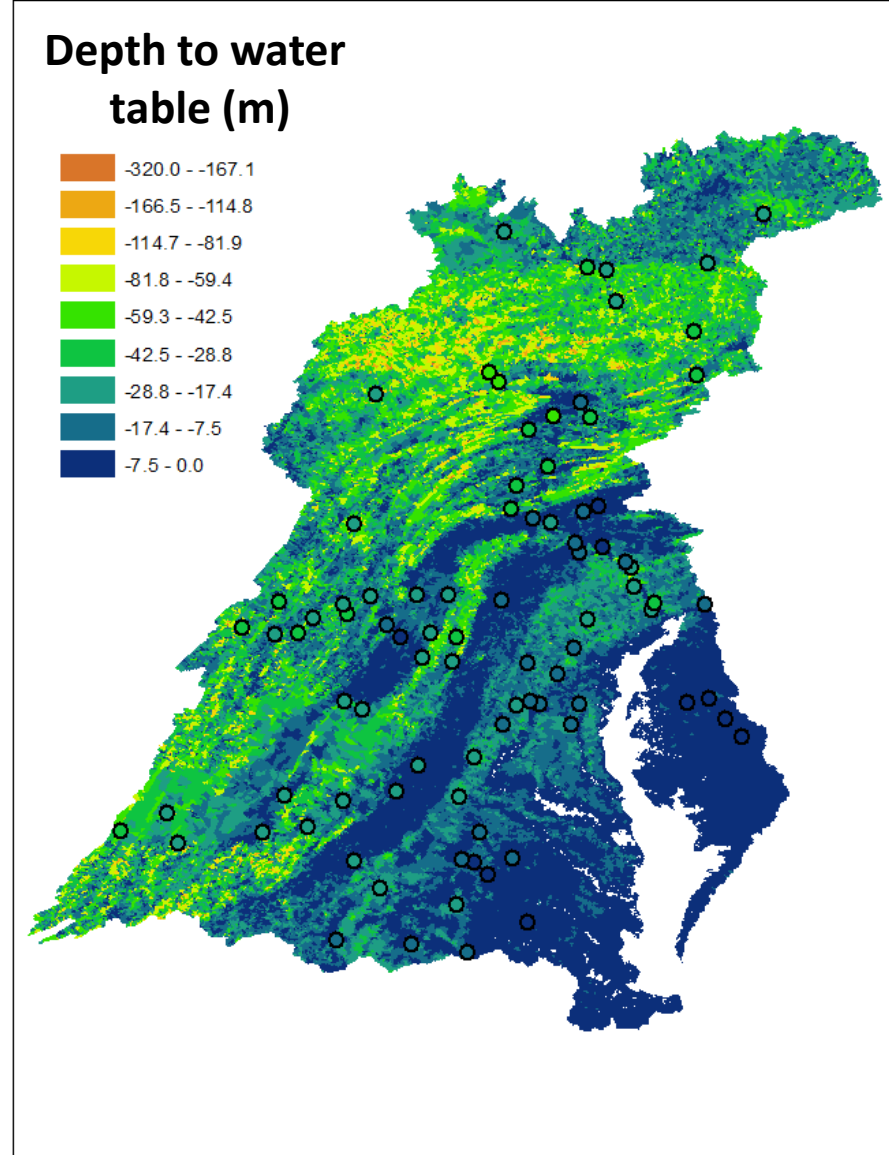 Depth to water
table (m)
-320.0 - -167.1
-166.5 - -114.8
-114.7 - -81.9
-81.8 - -59.4
-59.3 - -42.5
-42.5 - -28.8
-28.8 - -17.4
-17.4 - -7.5
-7.5 - 0.0